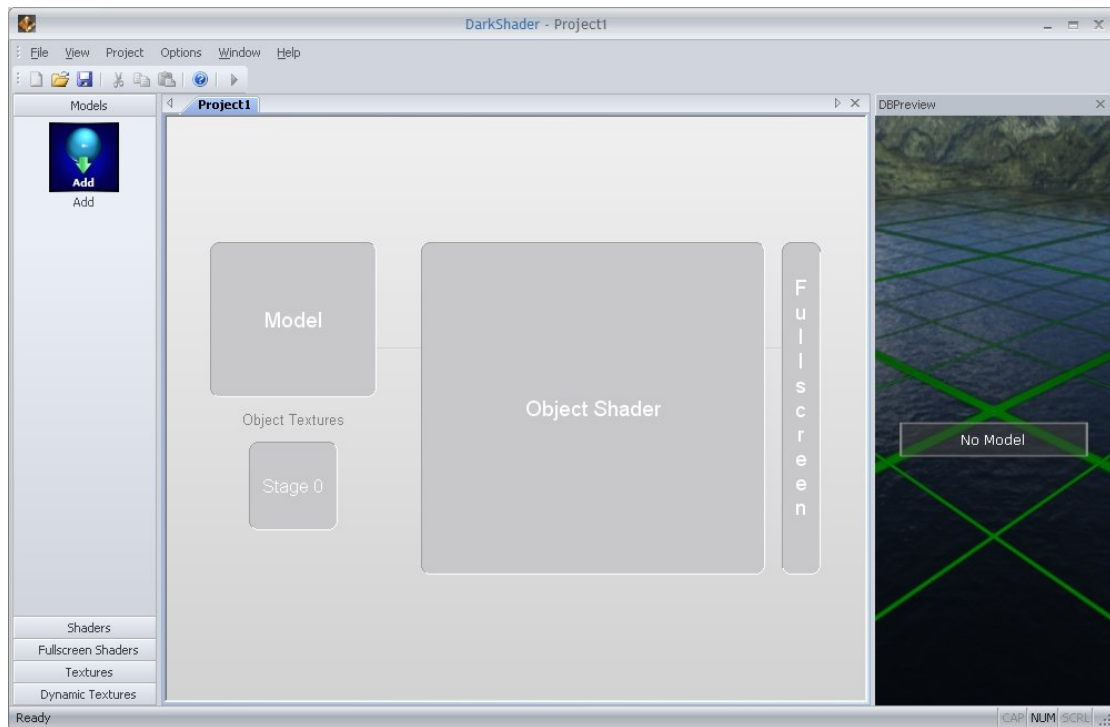 DarkShader - Project1
File View Project Options Window Help
Models
Project1
DBPreview
Add
Add
Model
Object Textures
Stage 0
Object Shader
Fullscreen
No Model
Shaders
Fullscreen Shaders
Textures
Dynamic Textures
Ready
CAP NUM SCRL